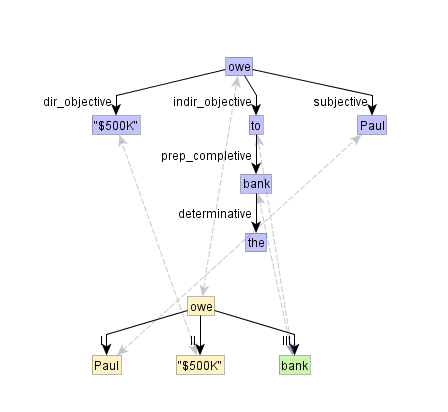 owe
dir_objective indir_objective subjective
"$500K" to Paul
prep_completive
bank
determinative
the
owe
I II III
Paul "$500K" bank